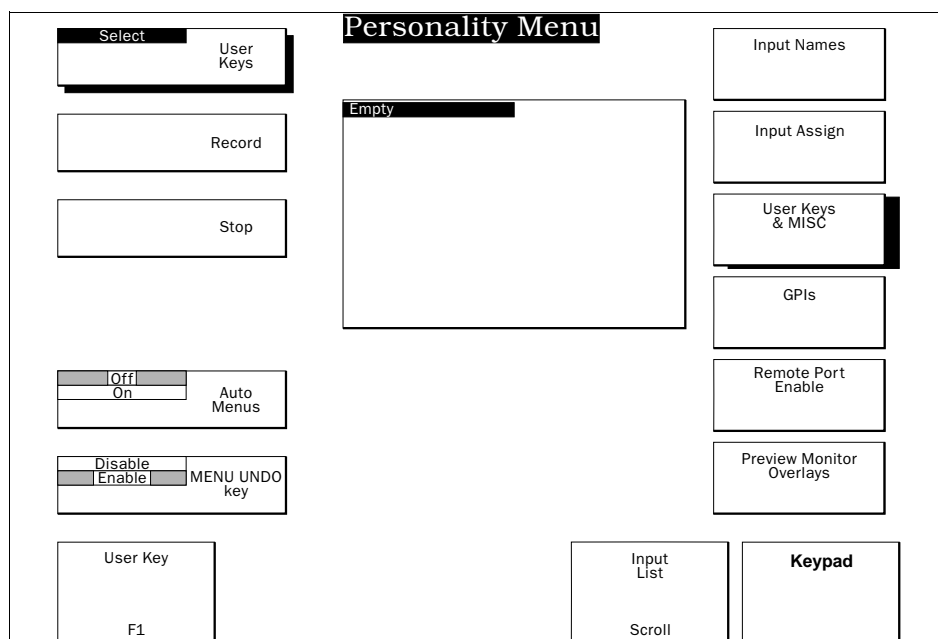 Personality Menu
Select
User
Keys
Record
Stop
Off
On
Auto
Menus
Disable
Enable
MENU UNDO
key
User Key
F1
Empty
Input Names
Input Assign
User Keys
& MISC
GPIs
Remote Port
Enable
Preview Monitor
Overlays
Input
List
Scroll
Keypad